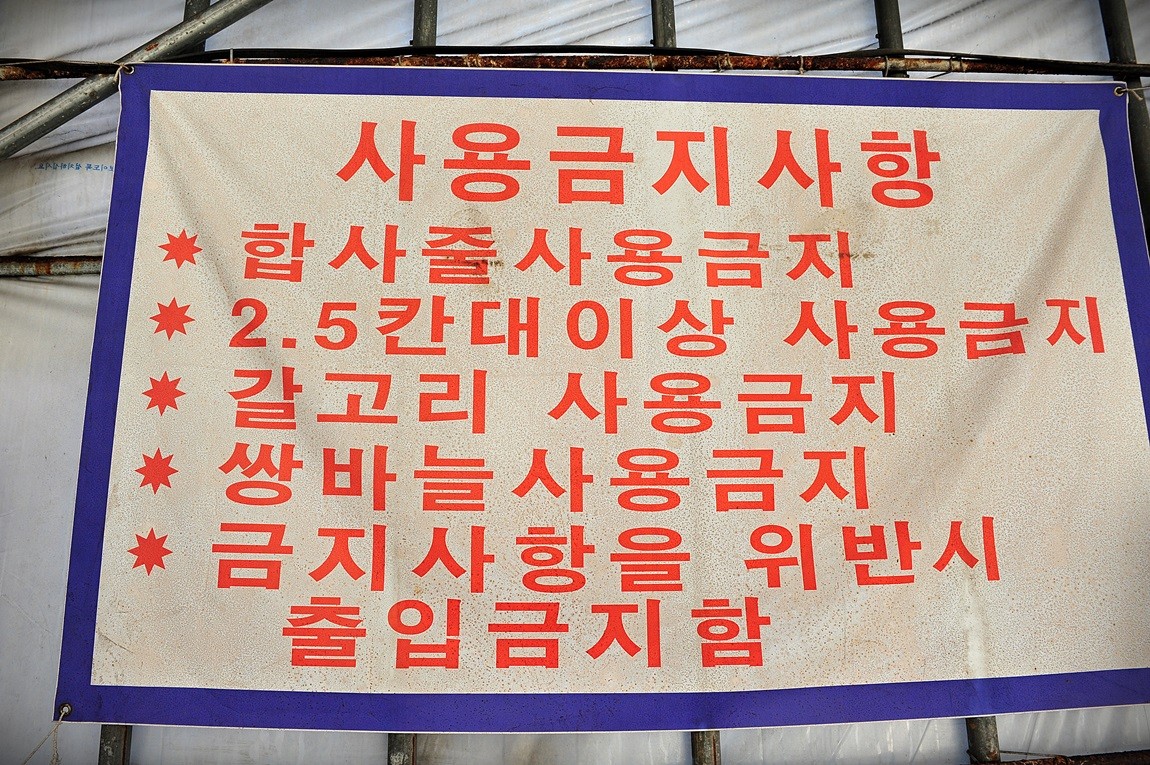 사용금지사항
✸ 합사줄사용금지
✸ 2.5칸대이상 사용금지
✸ 갈고리 사용금지
✸ 쌍바늘사용금지
✸ 금지사항을 위반시
출입금지함